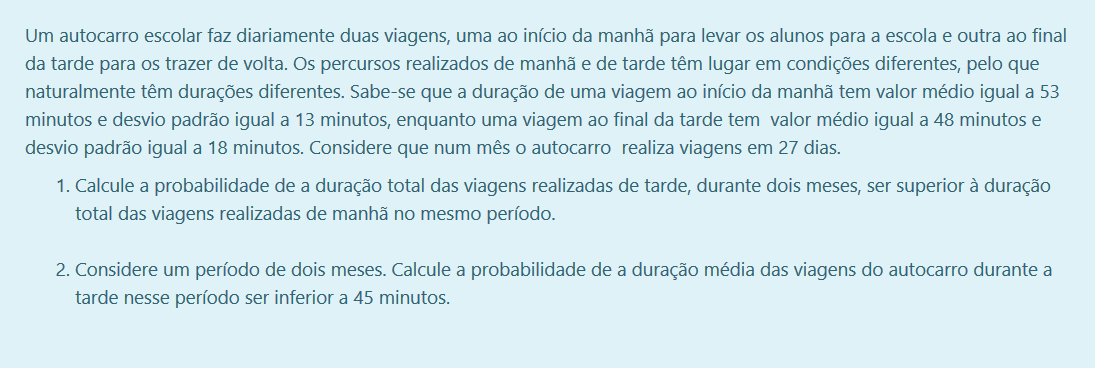 Um autocarro escolar faz diariamente duas viagens, uma ao início da manhã para levar os alunos para a escola e outra ao final
da tarde para os trazer de volta. Os percursos realizados de manhã e de tarde têm lugar em condições diferentes, pelo que
naturalmente têm durações diferentes. Sabe-se que a duração de uma viagem ao início da manhã tem valor médio igual a 53
minutos e desvio padrão igual a 13 minutos, enquanto uma viagem ao final da tarde tem  valor médio igual a 48 minutos e
desvio padrão igual a 18 minutos. Considere que num mês o autocarro  realiza viagens em 27 dias.
1. Calcule a probabilidade de a duração total das viagens realizadas de tarde, durante dois meses, ser superior à duração
total das viagens realizadas de manhã no mesmo período.
2. Considere um período de dois meses. Calcule a probabilidade de a duração média das viagens do autocarro durante a
tarde nesse período ser inferior a 45 minutos.